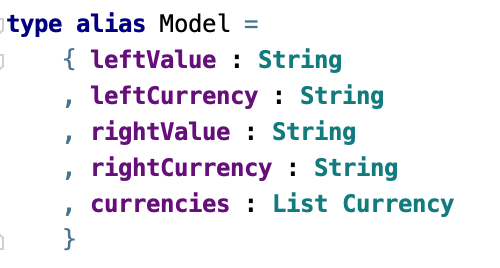 type alias Model =
    { leftValue : String
    , leftCurrency : String
    , rightValue : String
    , rightCurrency : String
    , currencies : List Currency
    }